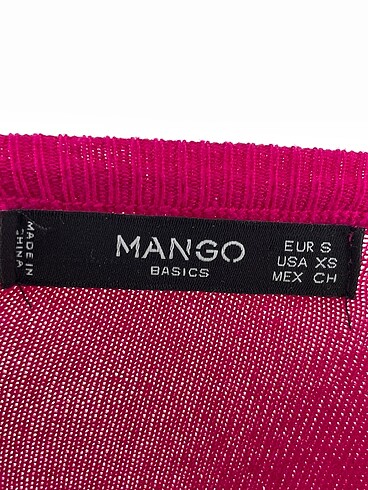 MADE IN
CHINA
MANGO
BASICS
EUR S
USA XS
MEX CH